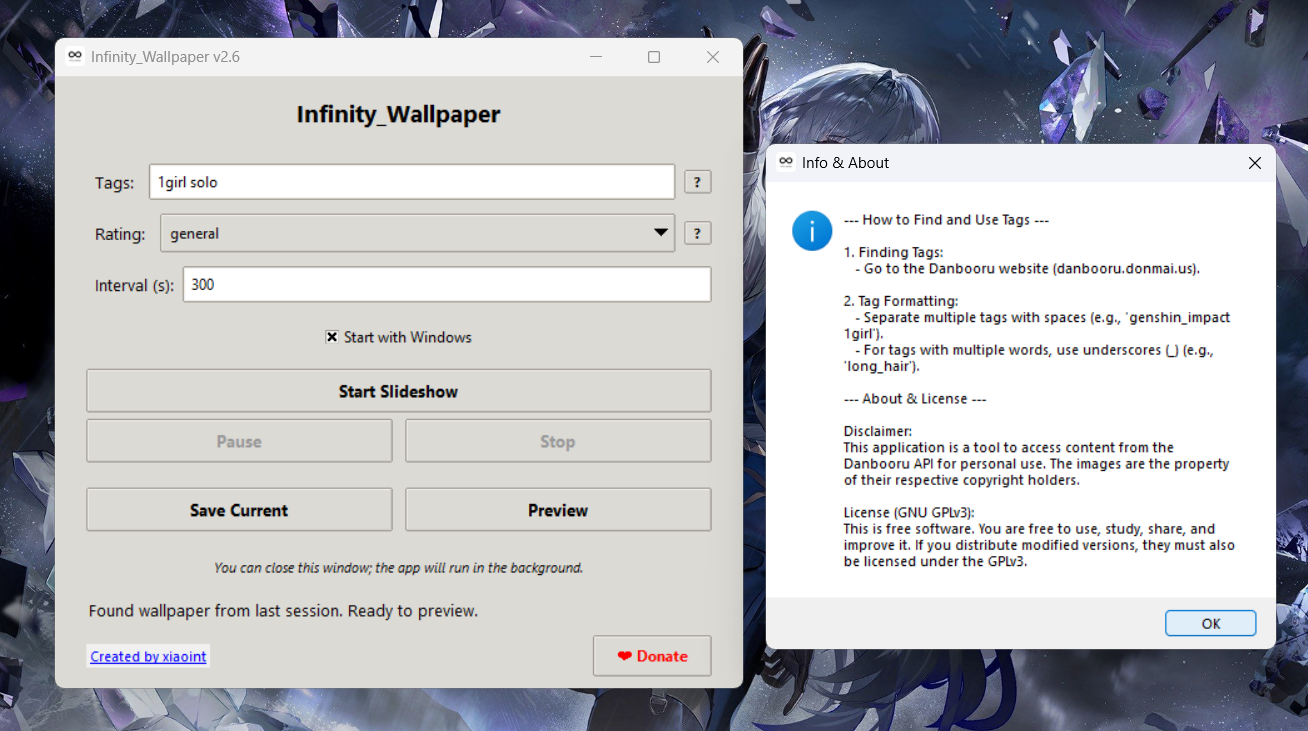 Infinity_Wallpaper v2.6
Infinity_Wallpaper
Tags:
1girl solo
?
Rating:
general
?
Interval (s):
300
Start with Windows
Start Slideshow
Pause
Stop
Save Current
Preview
You can close this window; the app will run in the background.
Found wallpaper from last session. Ready to preview.
Created by xiaoint
❤ Donate
Info & About
--- How to Find and Use Tags ---
1. Finding Tags:
- Go to the Danbooru website (danbooru.donmai.us).
2. Tag Formatting:
- Separate multiple tags with spaces (e.g., 'genshin_impact
1girl').
- For tags with multiple words, use underscores (_) (e.g.,
'long_hair').
--- About & License ---
Disclaimer:
This application is a tool to access content from the
Danbooru API for personal use. The images are the property
of their respective copyright holders.
License (GNU GPLv3):
This is free software. You are free to use, study, share, and
improve it. If you distribute modified versions, they must also
be licensed under the GPLv3.
OK